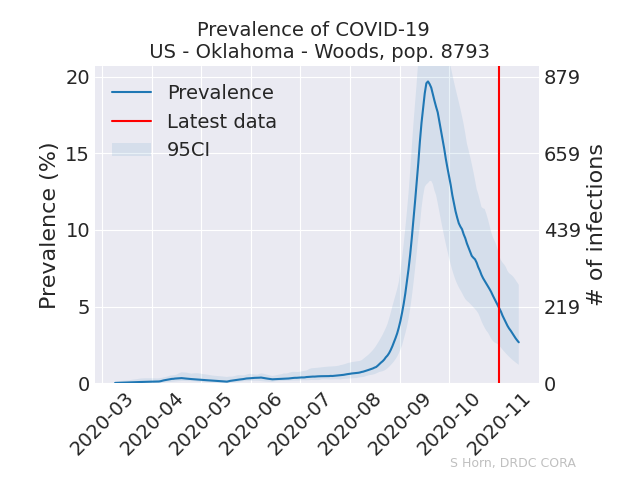 Prevalence of COVID-19
US - Oklahoma - Woods, pop. 8793
Prevalence
Latest data
95CI
Prevalence (%)
20
15
10
5
0
879
659
439
219
0
# of infections
2020-03
2020-04
2020-05
2020-06
2020-07
2020-08
2020-09
2020-10
2020-11
S Horn, DRDC CORA